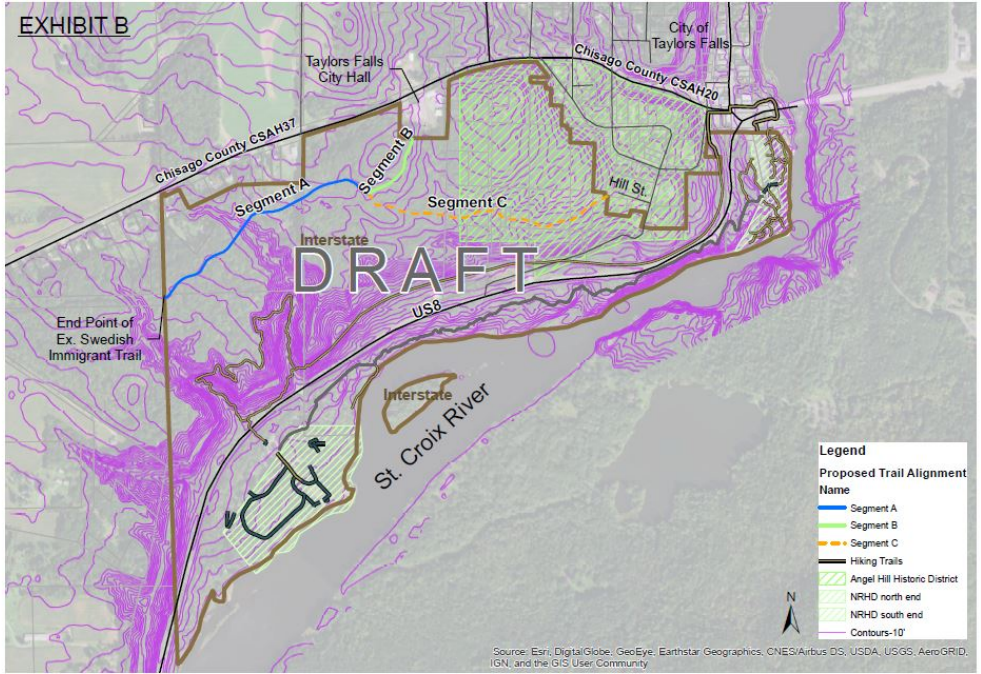 EXHIBIT B
City of
Taylors Falls
Taylors Falls
City Hall
Chisago County CSAH20
Chisago County CSAH37
Segment B
Segment A
Hill St.
Segment C
Interstate
DRAFT
US8
End Point of
Ex. Swedish
Immigrant Trail
Interstate
St. Croix River
Legend
Proposed Trail Alignment
Name
Segment A
Segment B
Segment C
Hiking Trails
Angel Hill Historic District
NRHD north end
NRHD south end
Contours-10'
N
Source: Esri, DigitalGlobe, GeoEye, Earthstar Geographics, CNES/Airbus DS, USDA, USGS, AeroGRID,
IGN, and the GIS User Community